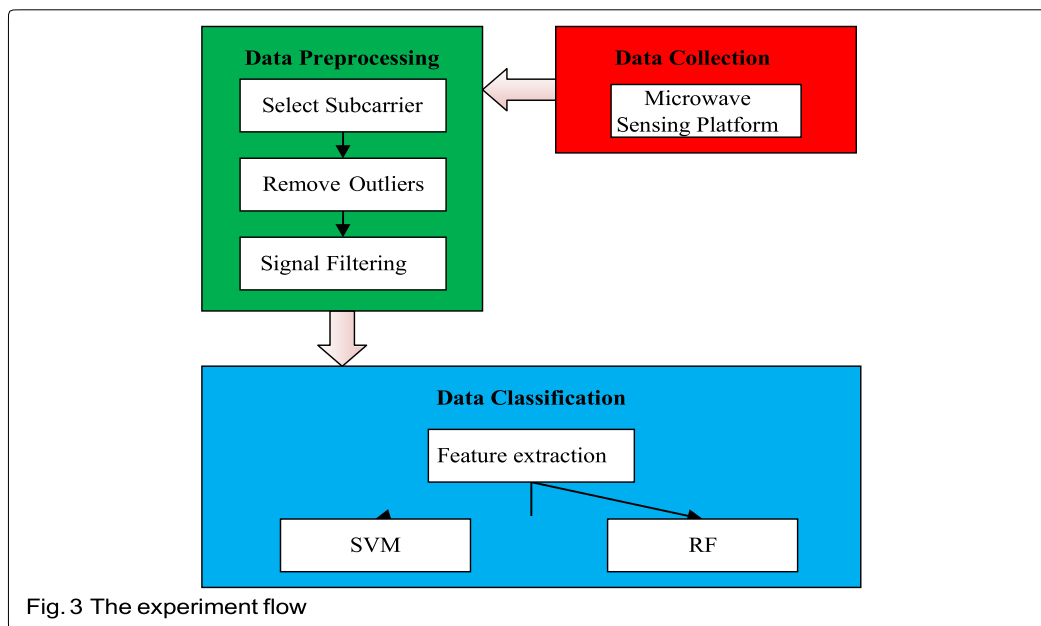 Data Preprocessing
Select Subcarrier
Remove Outliers
Signal Filtering
Data Collection
Microwave
Sensing Platform
Data Classification
Feature extraction
SVM
RF
Fig. 3 The experiment flow